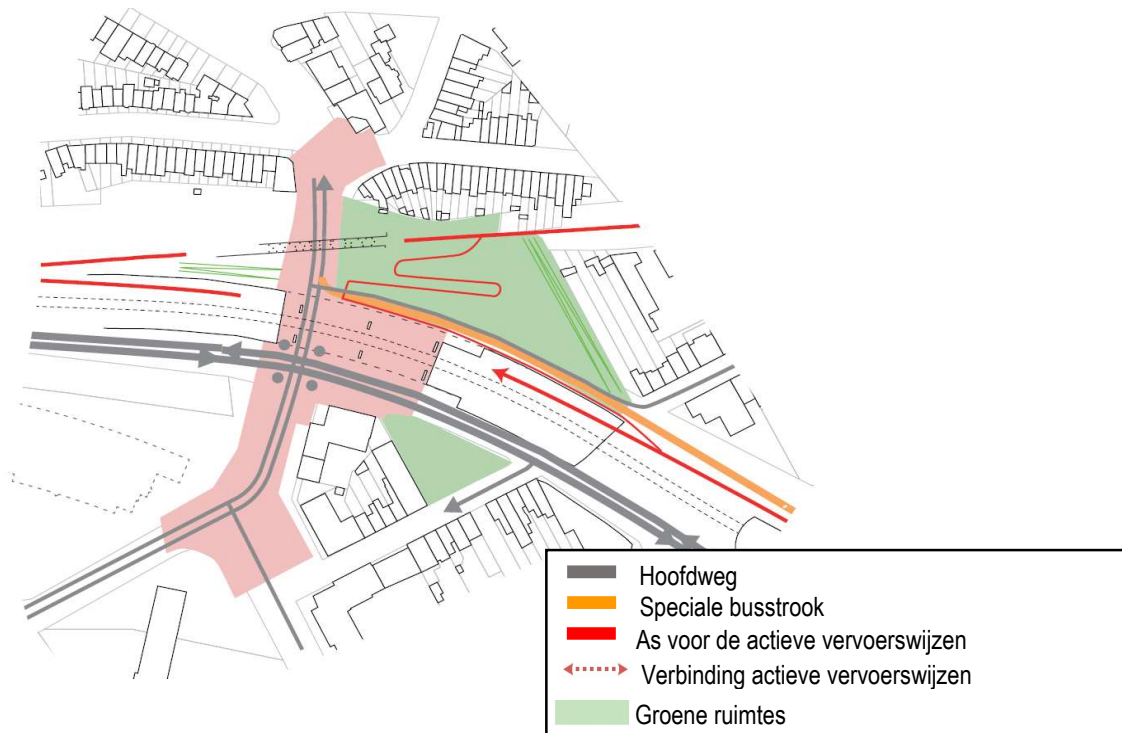 Hoofdweg
Speciale busstrook
As voor de actieve vervoerswijzen
Verbinding actieve vervoerswijzen
Groene ruimtes